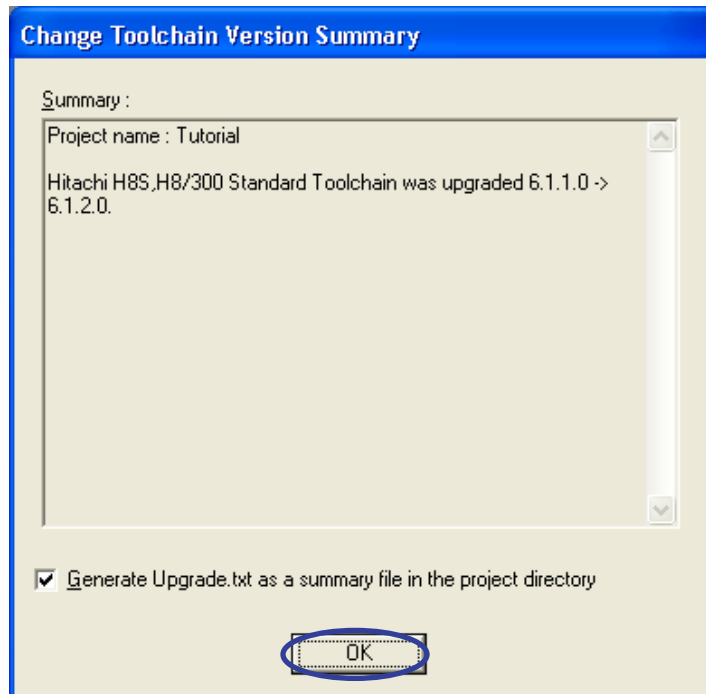 Change Toolchain Version Summary
Summary :
Project name : Tutorial
Hitachi H8S,H8/300 Standard Toolchain was upgraded 6.1.1.0 ->
6.1.2.0.
Generate Upgrade.txt as a summary file in the project directory
OK